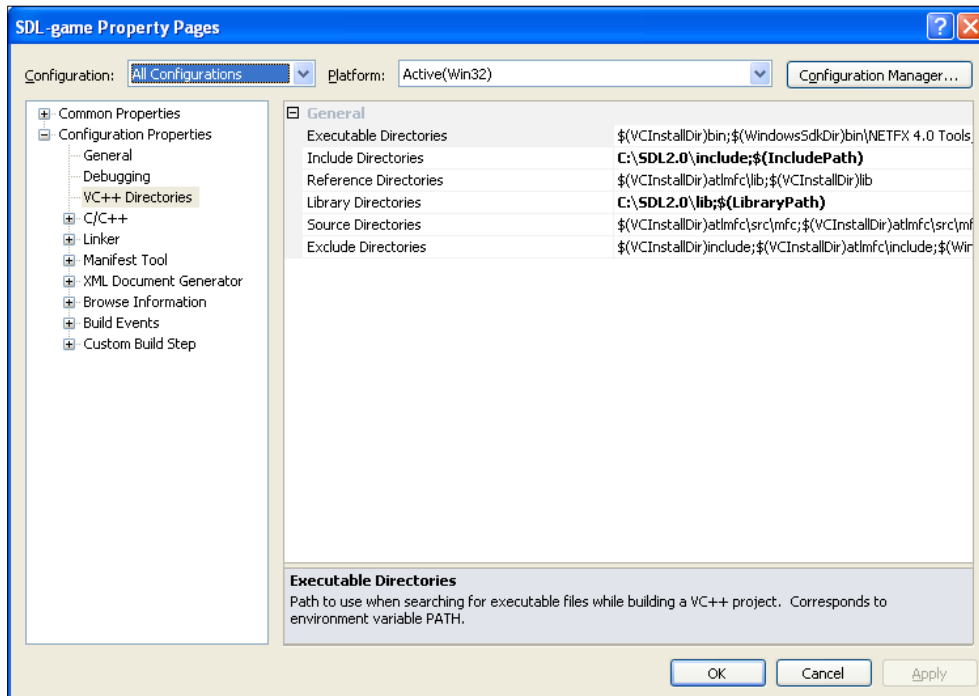 SDL-game Property Pages
Configuration: All Configurations Platform: Active(Win32) Configuration Manager...
Common Properties
Configuration Properties
General
Debugging
VC++ Directories
C/C++
Linker
Manifest Tool
XML Document Generator
Browse Information
Build Events
Custom Build Step
General
Executable Directories $(VCInstallDir)bin;$(WindowsSdkDir)bin\NETFX 4.0 Tools
Include Directories C:\SDL2.0\include;$(IncludePath)
Reference Directories $(VCInstallDir)atlmfc\lib;$(VCInstallDir)lib
Library Directories C:\SDL2.0\lib;$(LibraryPath)
Source Directories $(VCInstallDir)atlmfc\src\mfc;$(VCInstallDir)atlmfc\src\mf
Exclude Directories $(VCInstallDir)include;$(VCInstallDir)atlmfc\include;$(Wir
Executable Directories
Path to use when searching for executable files while building a VC++ project. Corresponds to
environment variable PATH.
OK Cancel Apply